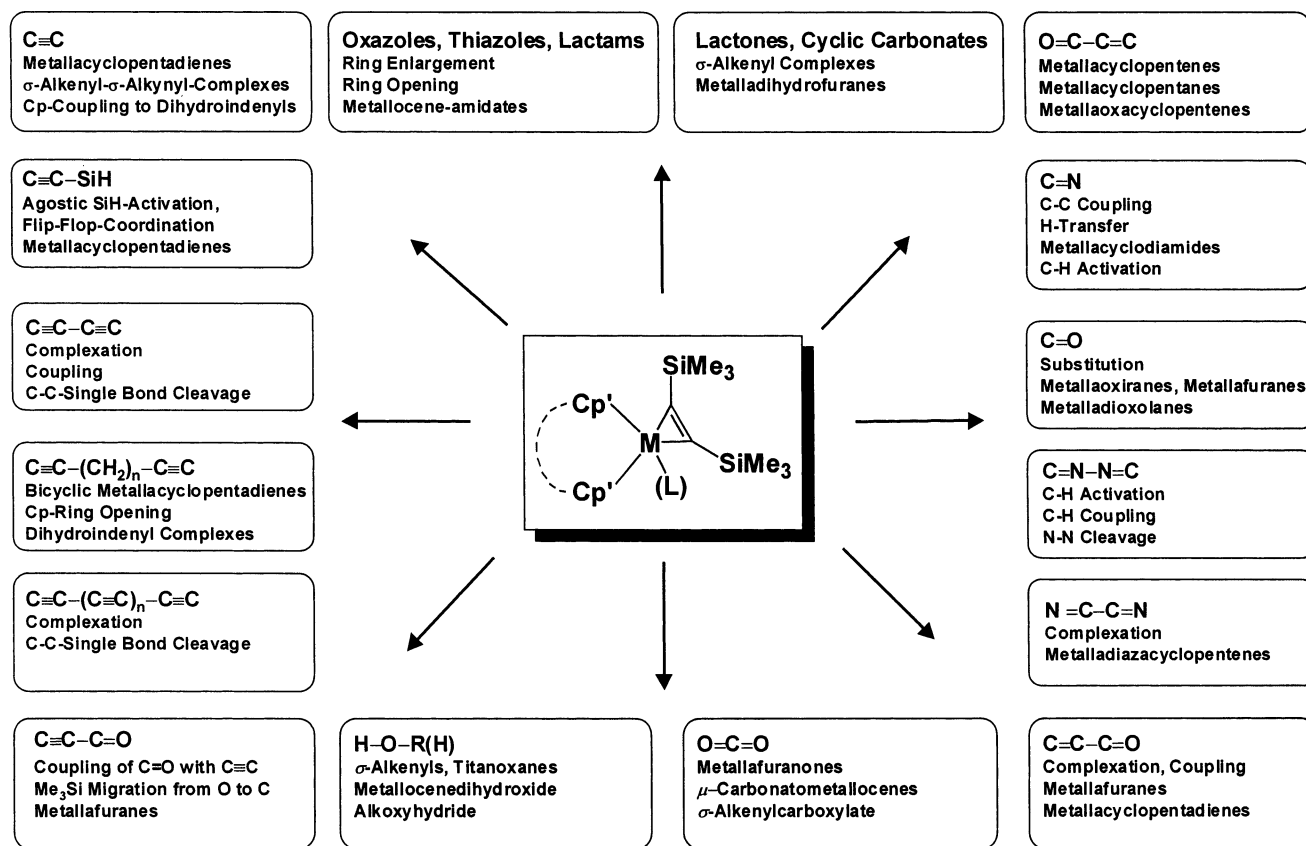 C≡C
Metallacyclopentadienes
σ-Alkenyl-σ-Alkynyl-Complexes
Cp-Coupling to Dihydroindenyls
Oxazoles, Thiazoles, Lactams
Ring Enlargement
Ring Opening
Metallocene-amidates
Lactones, Cyclic Carbonates
σ-Alkenyl Complexes
Metalladihydrofuranes
O=C–C=C
Metallacyclopentenes
Metallacyclopentanes
Metallaoxacyclopentenes
C≡C–SiH
Agostic SiH-Activation,
Flip-Flop-Coordination
Metallacyclopentadienes
C=N
C-C Coupling
H-Transfer
Metallacyclodiamides
C-H Activation
C≡C–C≡C
Complexation
Coupling
C-C-Single Bond Cleavage
SiMe₃
Cp'
M
SiMe₃
Cp'
(L)
C=O
Substitution
Metallaoxiranes, Metallafuranes
Metalladioxolanes
C≡C–(CH₂)ₙ–C≡C
Bicyclic Metallacyclopentadienes
Cp-Ring Opening
Dihydroindenyl Complexes
C=N–N=C
C-H Activation
C-H Coupling
N-N Cleavage
C≡C–(C≡C)ₙ–C≡C
Complexation
C-C-Single Bond Cleavage
N =C–C=N
Complexation
Metalladiazacyclopentenes
C≡C–C=O
Coupling of C=O with C≡C
Me₃Si Migration from O to C
Metallafuranes
H–O–R(H)
σ-Alkenyls, Titanoxanes
Metallocenedihydroxide
Alkoxyhydride
O=C=O
Metallafuranones
μ–Carbonatometallocenes
σ-Alkenylcarboxylate
C=C–C=O
Complexation, Coupling
Metallafuranes
Metallacyclopentadienes